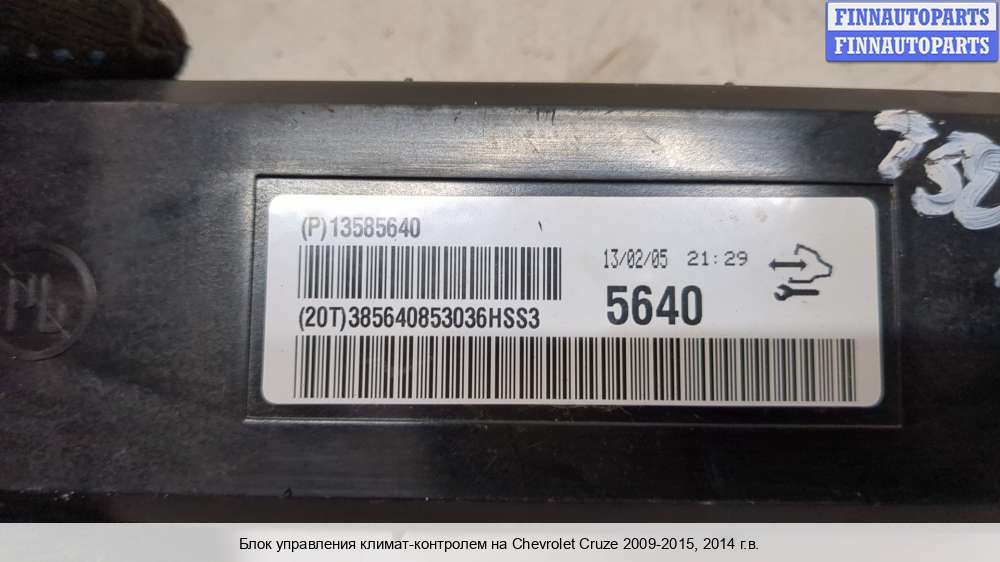 FINNAUTOPARTS
FINNAUTOPARTS
(P)13585640
13/02/05 21:29
(20T)385640853036HSS3
5640
Блок управления климат-контролем на Chevrolet Cruze 2009-2015, 2014 г.в.